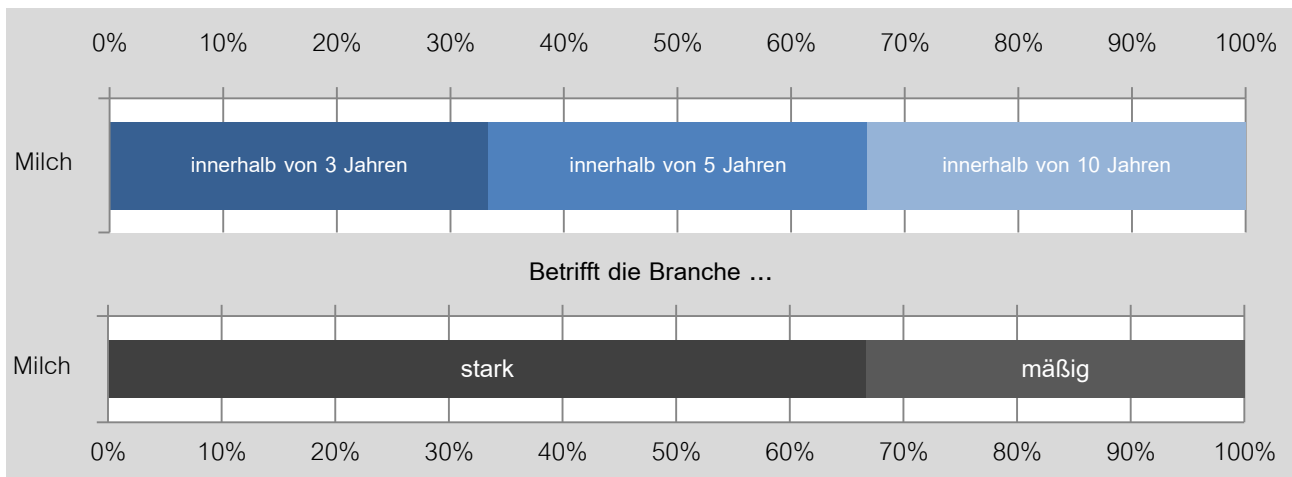 0% 10% 20% 30% 40% 50% 60% 70% 80% 90% 100%
Milch innerhalb von 3 Jahren innerhalb von 5 Jahren innerhalb von 10 Jahren
Betrifft die Branche ...
Milch stark mäßig
0% 10% 20% 30% 40% 50% 60% 70% 80% 90% 100%